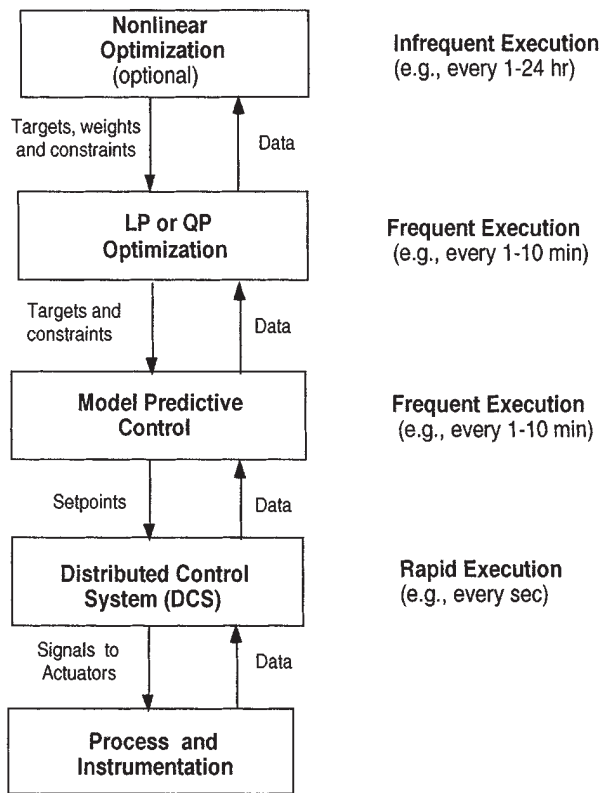 Nonlinear
Optimization
(optional)
Infrequent Execution
(e.g., every 1-24 hr)
Targets, weights
and constraints
Data
LP or QP
Optimization
Frequent Execution
(e.g., every 1-10 min)
Targets and
constraints
Data
Model Predictive
Control
Frequent Execution
(e.g., every 1-10 min)
Setpoints
Data
Distributed Control
System (DCS)
Rapid Execution
(e.g., every sec)
Signals to
Actuators
Data
Process and
Instrumentation